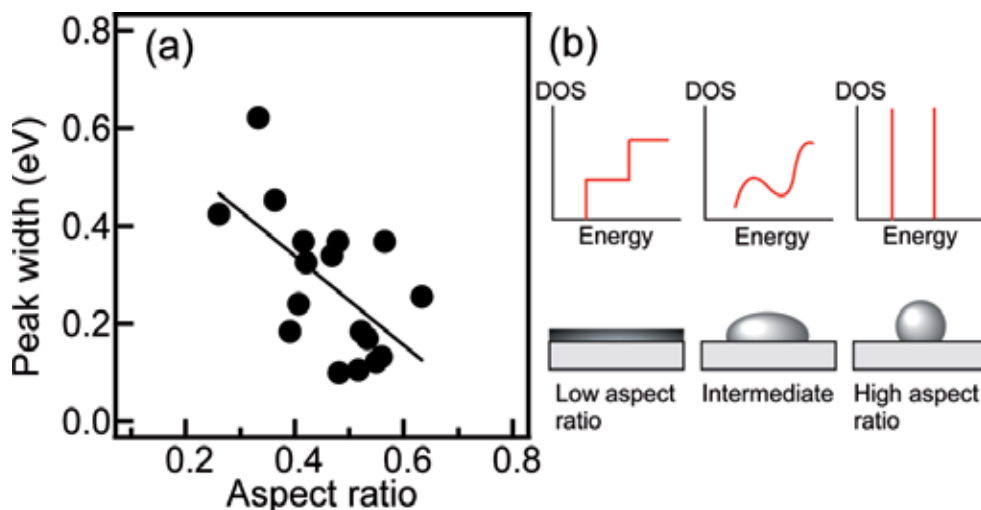 (a)
0.8
0.6
0.4
0.2
0.0
Peak width (eV)
0.2 0.4 0.6 0.8
Aspect ratio
(b)
DOS DOS DOS
Energy Energy Energy
Low aspect ratio
Intermediate
High aspect ratio